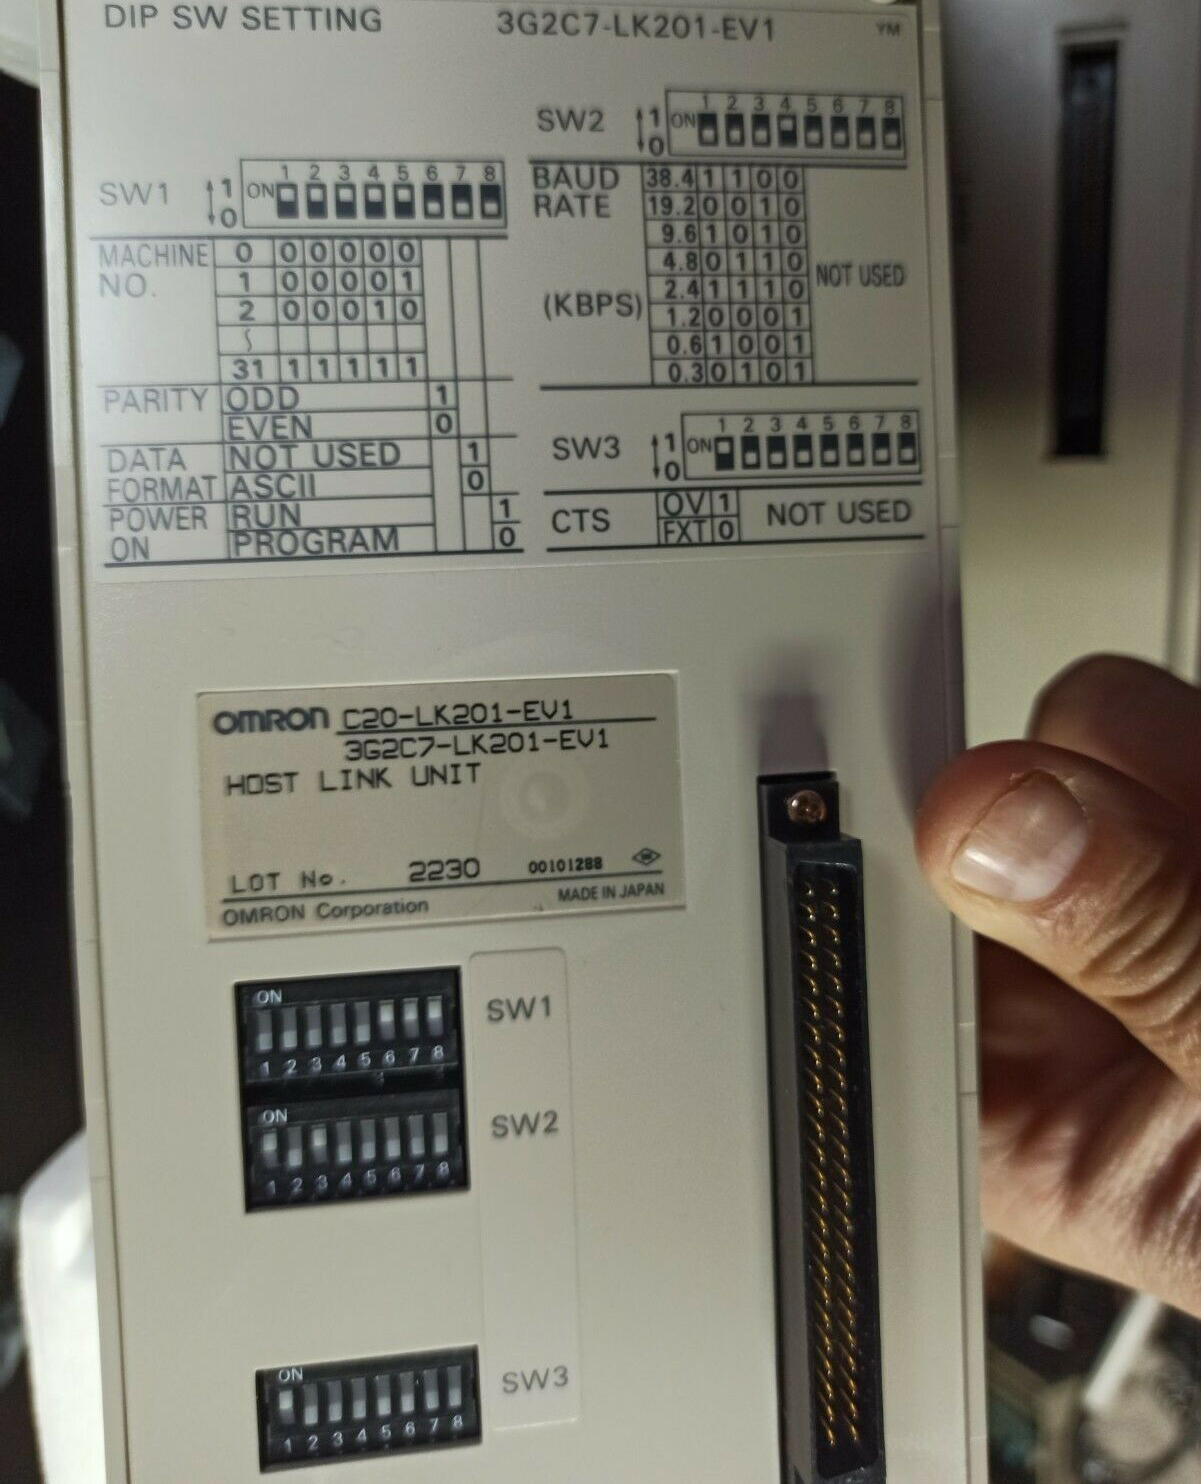 DIP SW SETTING 3G2C7-LK201-EV1 YM
SW1 1 0 ON 1 2 3 4 5 6 7 8
MACHINE NO. 0 0 0 0 0 0
1 0 0 0 0 1
2 0 0 0 1 0
31 1 1 1 1 1
PARITY ODD 1
EVEN 0
DATA FORMAT NOT USED 1
ASCII 0
POWER ON RUN 1
PROGRAM 0
SW2 1 0 ON 1 2 3 4 5 6 7 8
BAUD RATE (KBPS) NOT USED
38.4 1 1 0 0
19.2 0 0 1 0
9.6 1 0 1 0
4.8 0 1 1 0
2.4 1 1 1 0
1.2 0 0 0 1
0.6 1 0 0 1
0.3 0 1 0 1
SW3 1 0 ON 1 2 3 4 5 6 7 8
CTS 0V 1 NOT USED
EXT 0
OMRON C20-LK201-EV1
3G2C7-LK201-EV1
HOST LINK UNIT
LOT No. 2230 0010128B
OMRON Corporation MADE IN JAPAN
ON
1 2 3 4 5 6 7 8
SW1
ON
1 2 3 4 5 6 7 8
SW2
ON
1 2 3 4 5 6 7 8
SW3